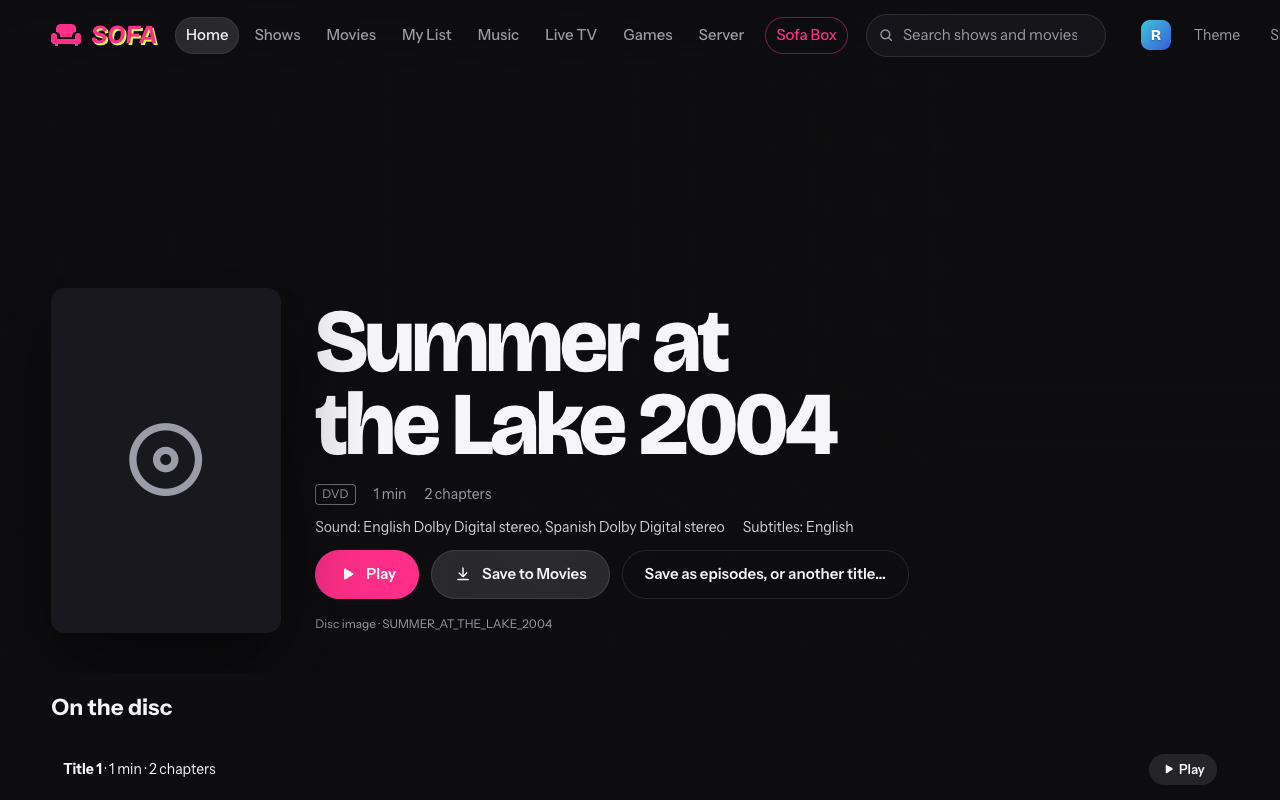 SOFA
Home Shows Movies My List Music Live TV Games Server Sofa Box Search shows and movies R Theme
Summer at
the Lake 2004
DVD 1 min 2 chapters
Sound: English Dolby Digital stereo, Spanish Dolby Digital stereo Subtitles: English
Play Save to Movies Save as episodes, or another title...
Disc image · SUMMER_AT_THE_LAKE_2004
On the disc
Title 1 · 1 min · 2 chapters Play